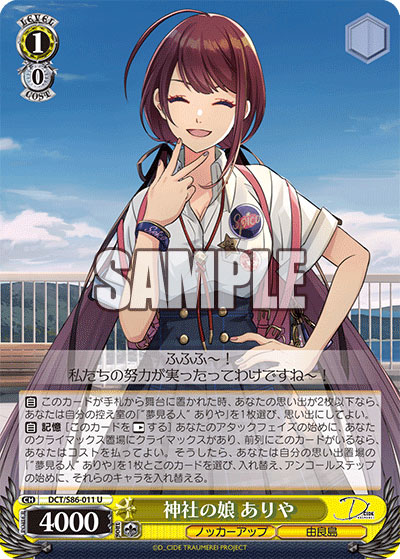 LEVEL
1
0
COST
Spice
SAMPLE
ふふふ～！
私たちの努力が実ったってわけですね～！
自 このカードが手札から舞台に置かれた時、あなたの思い出が2枚以下なら、
あなたは自分の控え室の「“夢見る人” ありや」を1枚選び、思い出にしてよい。
自 記憶 ［このカードを する］ あなたのアタックフェイズの始めに、あなた
のクライマックス置場にクライマックスがあり、前列にこのカードがいるな
ら、あなたはコストを払ってよい。そうしたら、あなたは自分の思い出置場
の「“夢見る人” ありや」を1枚とこのカードを選び、入れ替え、アンコールステップ
の始めに、それらのキャラを入れ替える。
CH DCT/S86-011 U
POWER
4000
SOUL
神社の娘 ありや
ノッカーアップ
由良島
©D_CIDE TRAUMEREI PROJECT